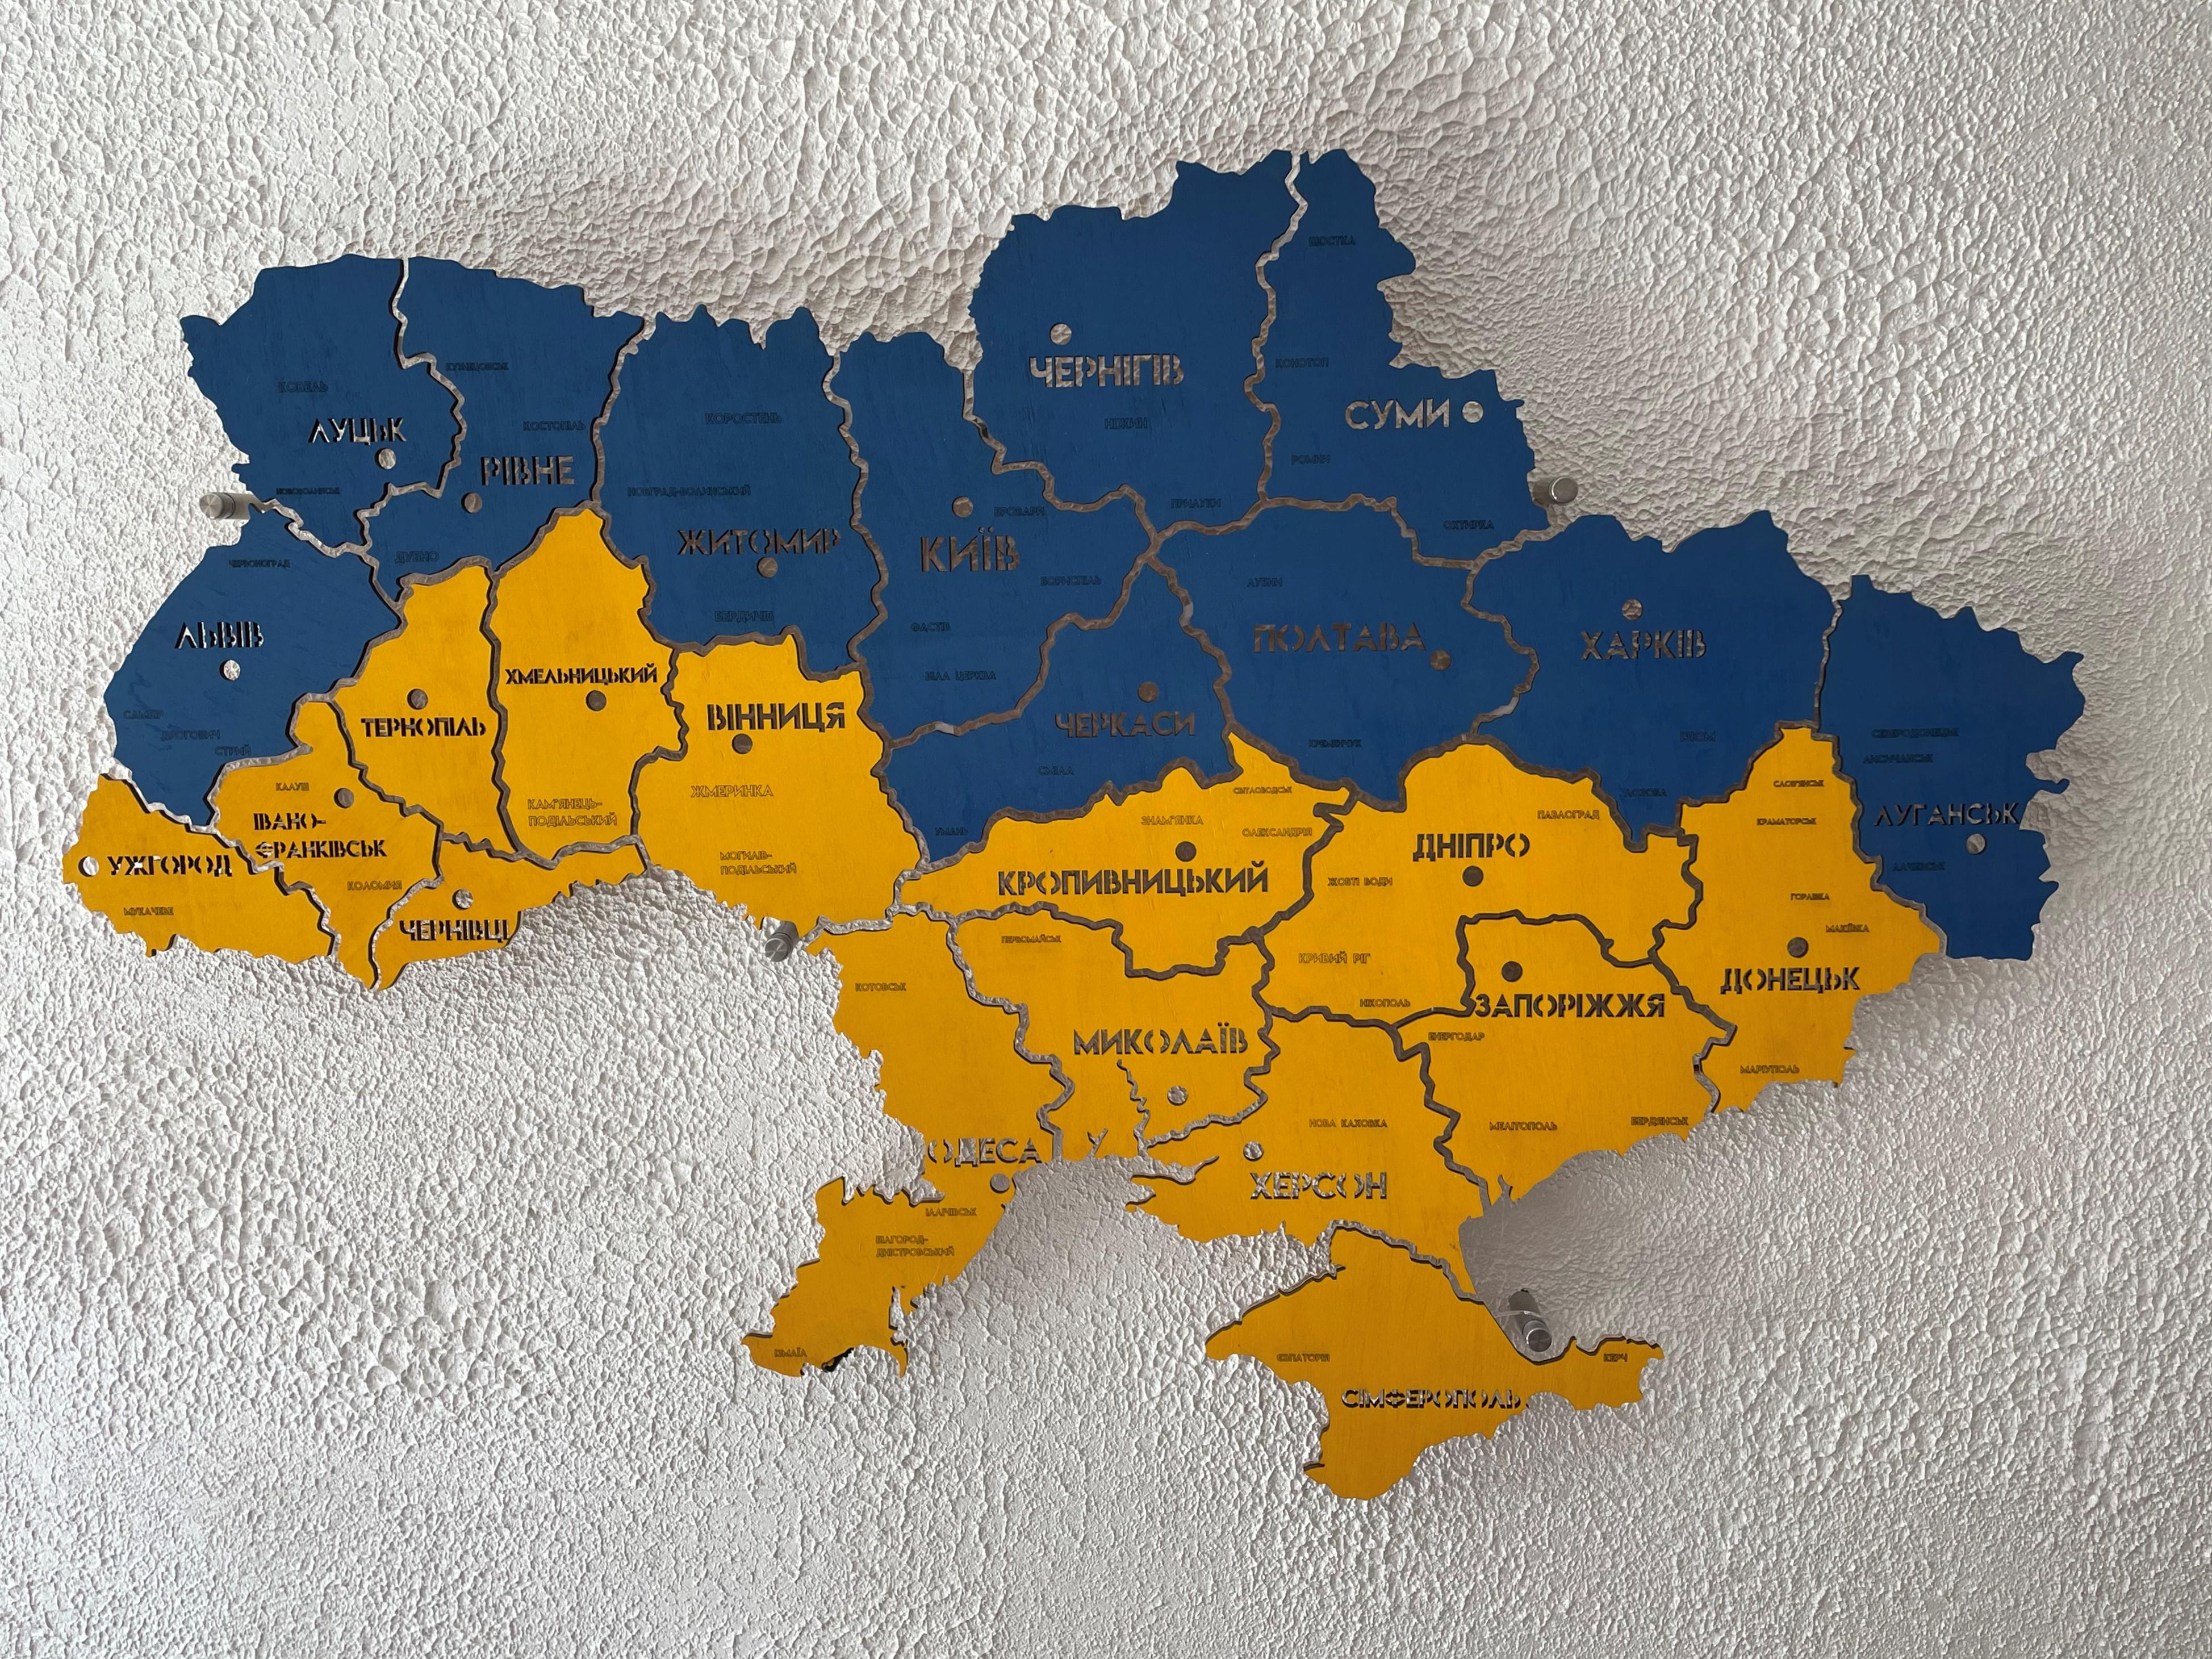 ШОСТКА
ЧЕРНІГІВ
КОНОТОП
КУЗНЕЦОВСЬК
КОВЕЛЬ
СУМИ
НІЖИН
КОРОСТЕНЬ
КОСТОПІЛЬ
ЛУЦЬК
РОМНИ
РІВНЕ
НОВОВОЛИНСЬК
НОВГРАД-ВОЛИНСЬКИЙ
ПРИЛУКИ
БРОВАРИ
ОХТИРКА
ЖИТОМИР
КИЇВ
ДУБНО
ЧЕРВОНОГРАД
БОРИСПІЛЬ
ЛУБНИ
БЕРДИЧІВ
ФАСТІВ
ЛЬВІВ
ПОЛТАВА
ХАРКІВ
ХМЕЛЬНИЦЬКИЙ
БІЛА ЦЕРКВА
САМБІР
ВІННИЦЯ
ЧЕРКАСИ
ТЕРНОПІЛЬ
ДРОГОБИЧ
СТРИЙ
КРЕМЕНЧУК
ІЗЮМ
СЄВЄРОДОНЕЦЬК
ЛИСИЧАНСЬК
СМІЛА
КАЛУШ
ЖМЕРИНКА
СВІТЛОВОДСЬК
ЛОЗОВА
СЛОВ'ЯНСЬК
КАМ'ЯНЕЦЬ-
ПОДІЛЬСЬКИЙ
ІВАНО-
ФРАНКІВСЬК
ЗНАМ'ЯНКА
ОЛЕКСАНДРІЯ
ПАВЛОГРАД
КРАМАТОРСЬК
ЛУГАНСЬК
УМАНЬ
ДНІПРО
УЖГОРОД
МОГИЛІВ-
ПОДІЛЬСЬКИЙ
АЛЧЕВСЬК
КРОПИВНИЦЬКИЙ
ЖОВТІ ВОДИ
КОЛОМИЯ
ГОРЛІВКА
МУКАЧЕВЕ
ЧЕРНІВЦІ
МАКІЇВКА
ПЕРВОМАЙСЬК
КРИВИЙ РІГ
ДОНЕЦЬК
КОТОВСЬК
НІКОПОЛЬ
ЗАПОРІЖЖЯ
ЕНЕРГОДАР
МИКОЛАЇВ
МАРІУПОЛЬ
НОВА КАХОВКА
МЕЛІТОПОЛЬ
БЕРДЯНСЬК
ОДЕСА
ХЕРСОН
ІЛЛІЧІВСЬК
БІЛГОРОД-
ДНІСТРОВСЬКИЙ
ІЗМАЇЛ
ЄВПАТОРІЯ
КЕРЧ
СІМФЕРОПОЛЬ